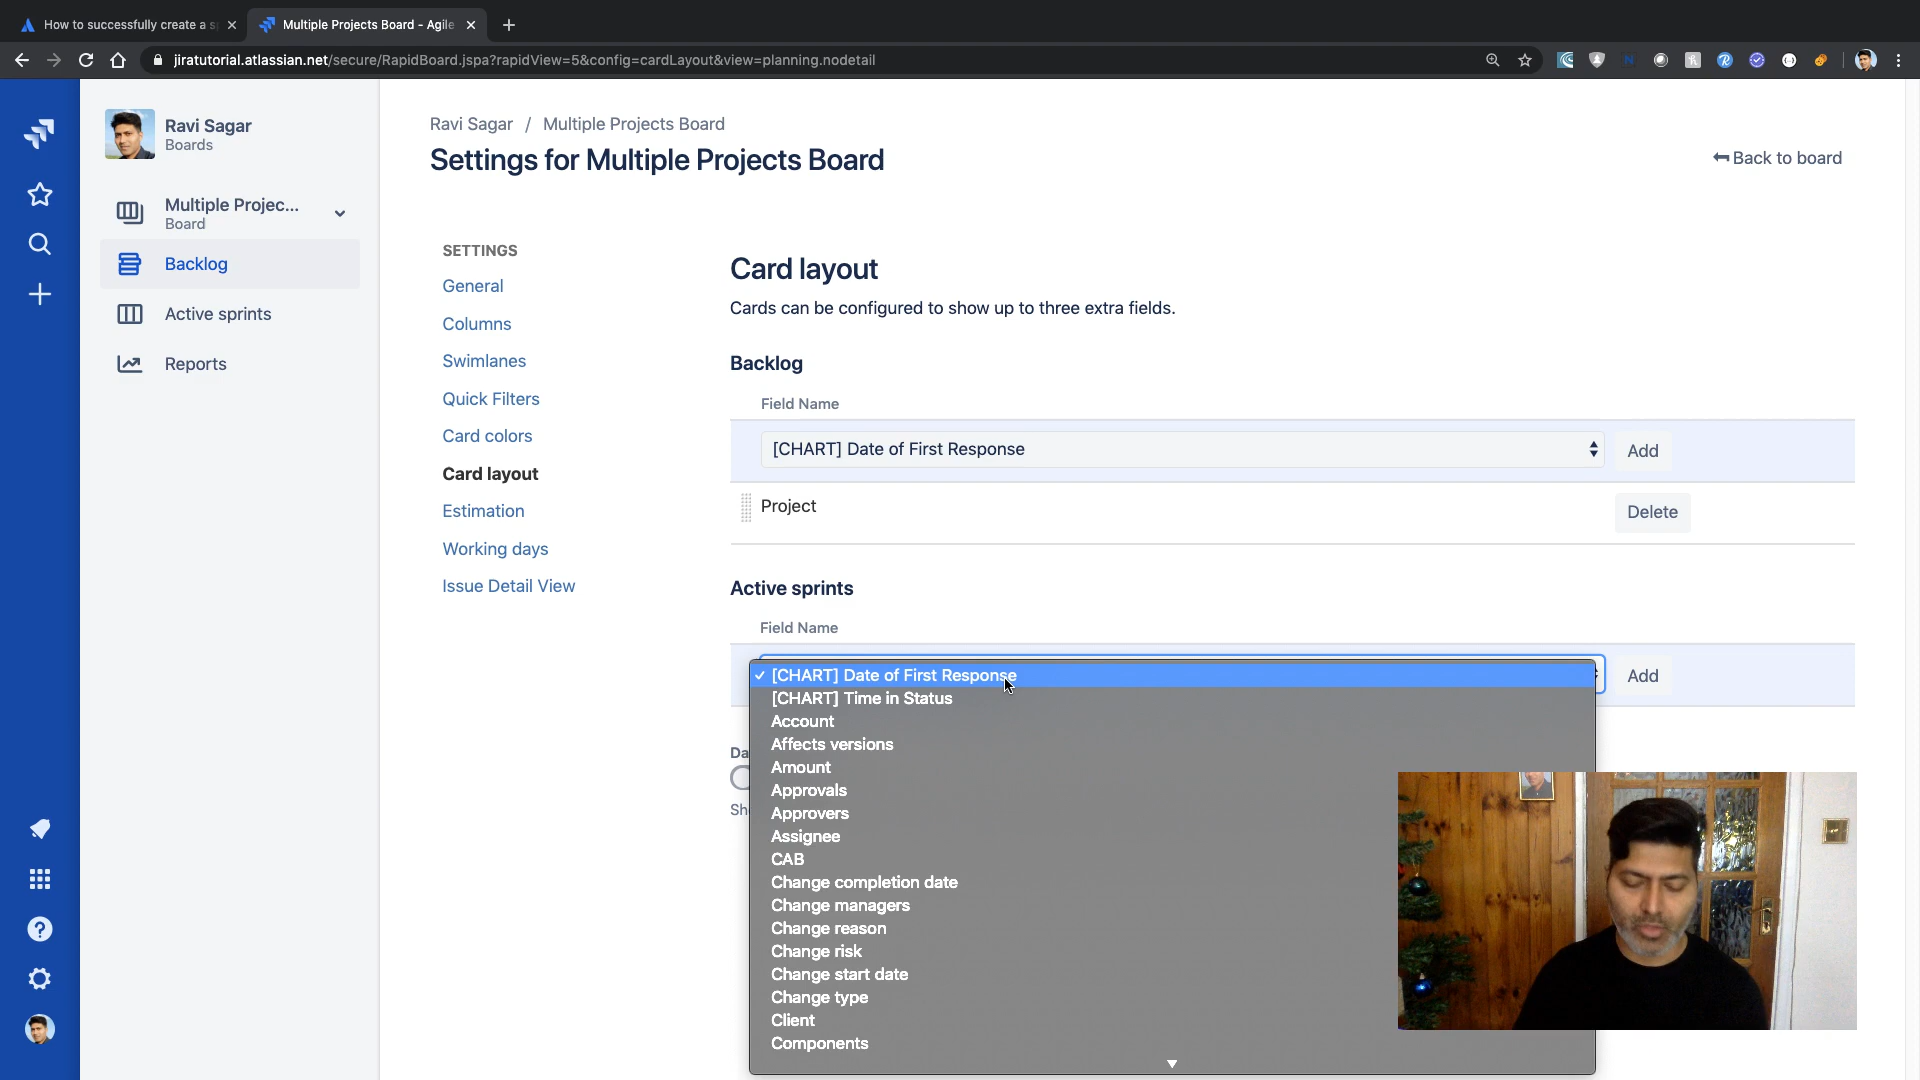 How to successfully create a s
Multiple Projects Board - Agile
jiratutorial.atlassian.net/secure/RapidBoard.jspa?rapidView=5&config=cardLayout&view=planning.nodetail
Ravi Sagar
Boards
Multiple Projec...
Board
Backlog
Active sprints
Reports
Ravi Sagar / Multiple Projects Board
Settings for Multiple Projects Board
Back to board
SETTINGS
General
Columns
Swimlanes
Quick Filters
Card colors
Card layout
Estimation
Working days
Issue Detail View
Card layout
Cards can be configured to show up to three extra fields.
Backlog
Field Name
[CHART] Date of First Response
Add
Project
Delete
Active sprints
Field Name
Add
Da
Sh
✓ [CHART] Date of First Response
[CHART] Time in Status
Account
Affects versions
Amount
Approvals
Approvers
Assignee
CAB
Change completion date
Change managers
Change reason
Change risk
Change start date
Change type
Client
Components